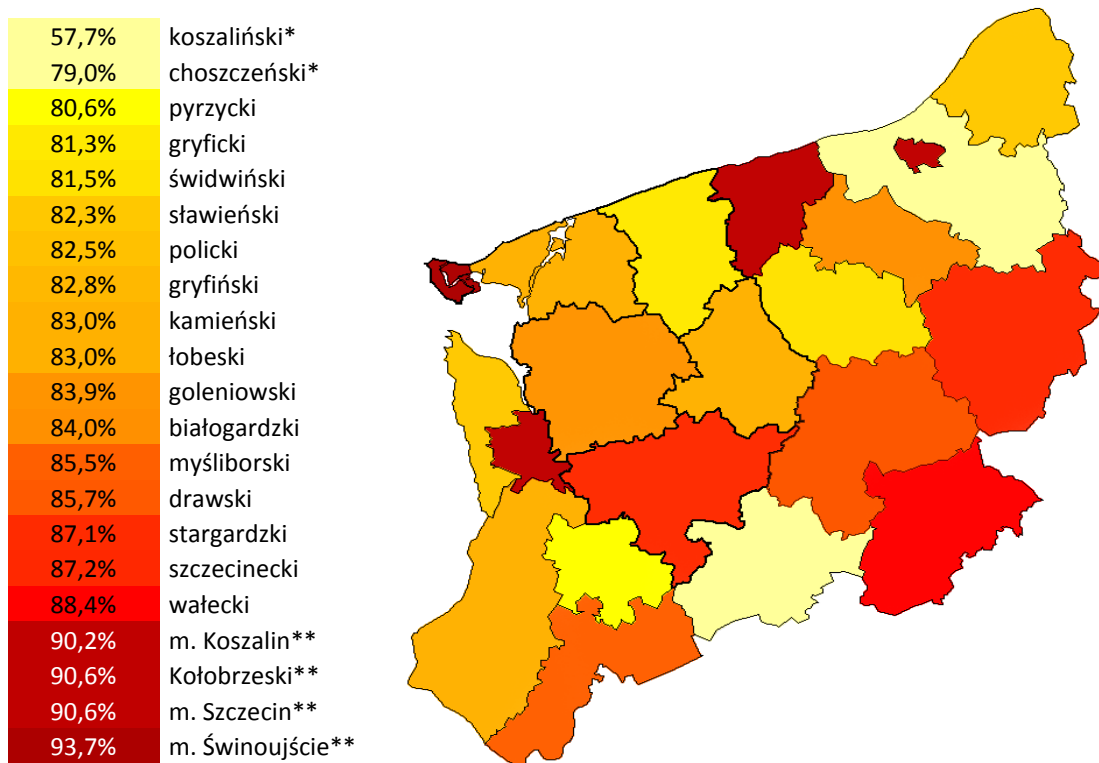 57,7% koszaliński*
79,0% choszczeński*
80,6% pyrzycki
81,3% gryficki
81,5% świdwiński
82,3% sławieński
82,5% policki
82,8% gryfiński
83,0% kamieński
83,0% łobeski
83,9% goleniowski
84,0% białogardzki
85,5% myśliborski
85,7% drawski
87,1% stargardzki
87,2% szczecinecki
88,4% wałecki
90,2% m. Koszalin**
90,6% Kołobrzeski**
90,6% m. Szczecin**
93,7% m. Świnoujście**